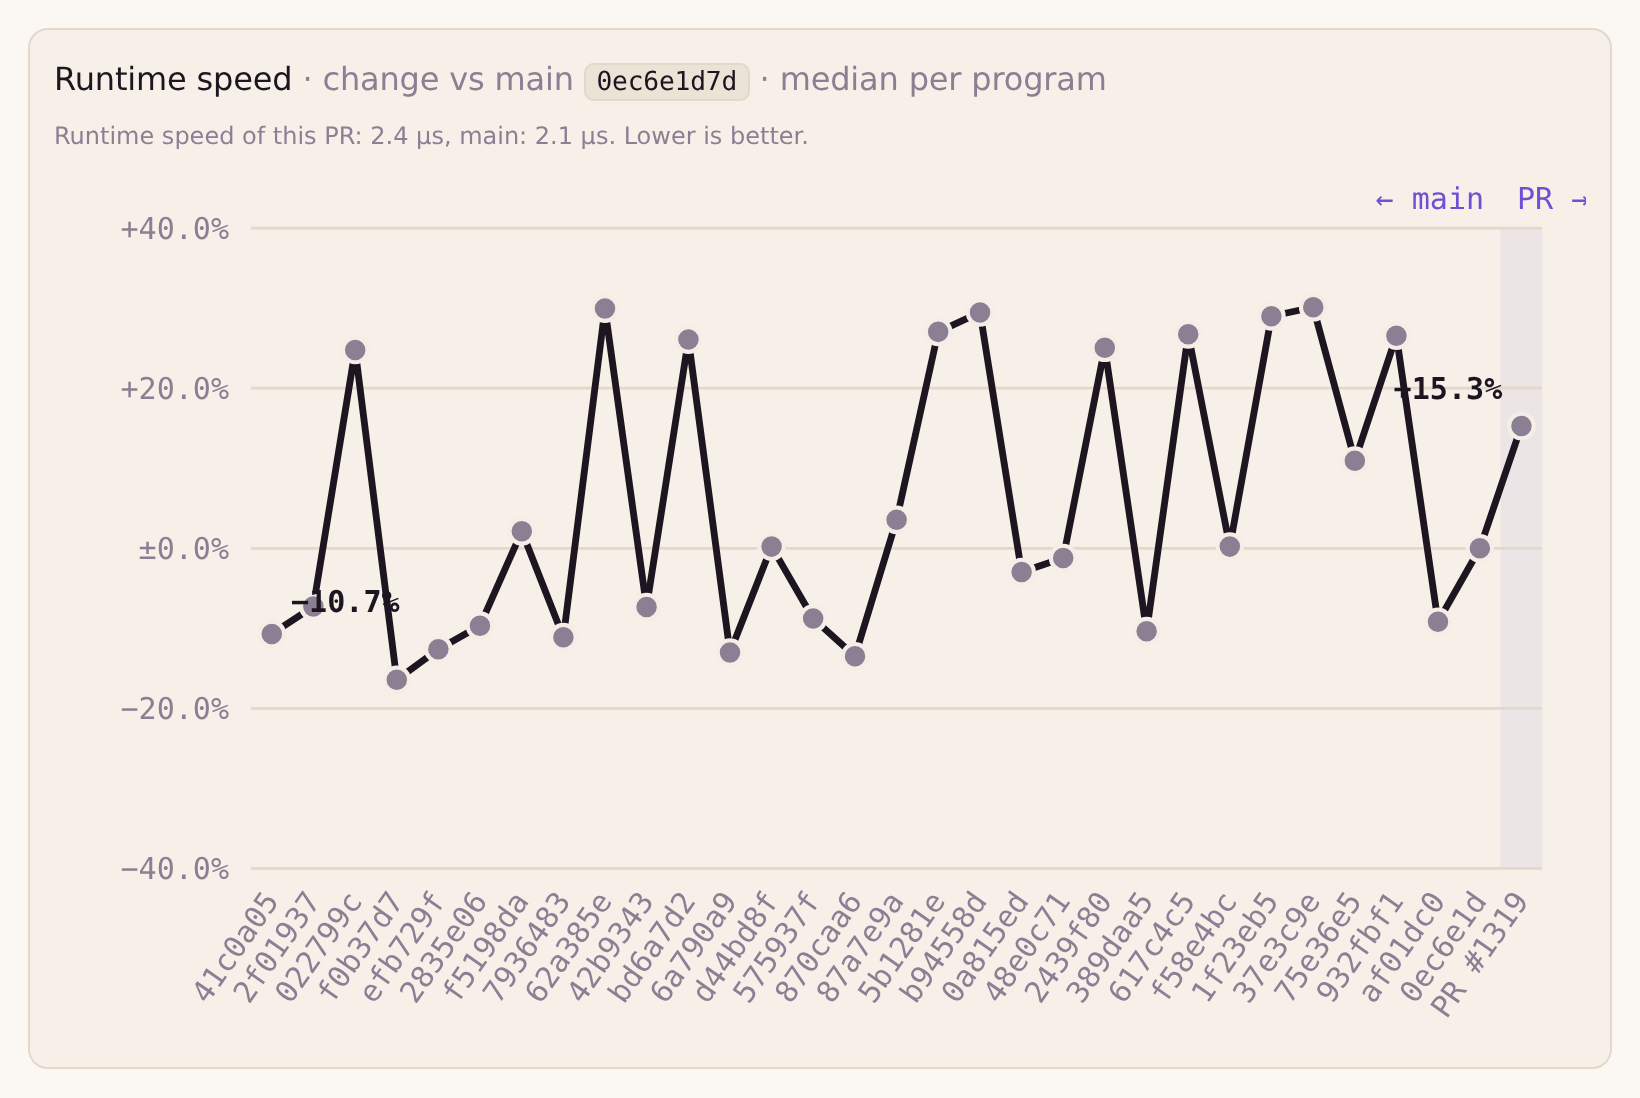 Runtime speed · change vs main 0ec6e1d7d · median per program
Runtime speed of this PR: 2.4 µs, main: 2.1 µs. Lower is better.
← main PR →
+40.0%
+20.0%
±0.0%
−20.0%
−40.0%
−10.7%
+15.3%
41c0a05
2f01937
022799c
f0b37d7
efb729f
2835e06
f5198da
7936483
62a385e
42b9343
bd6a7d2
6a790a9
d44bd8f
575937f
870caa6
87a7e9a
5b1281e
b94558d
0a815ed
48e0c71
2439f80
389daa5
617c4c5
f58e4bc
1f23eb5
37e3c9e
75e36e5
932fbf1
af01dc0
0ec6e1d
PR #1319